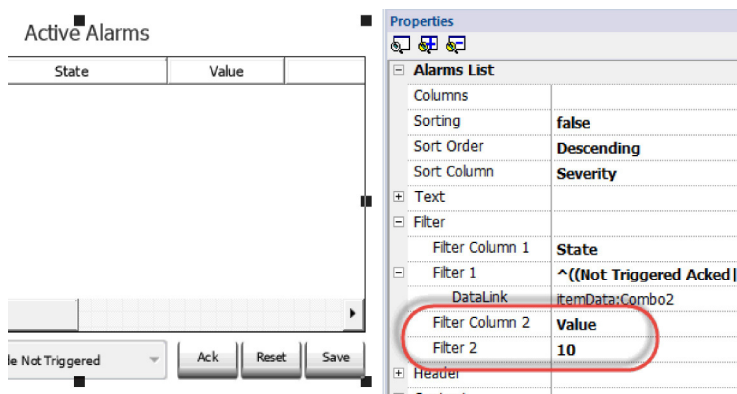 Active Alarms
State Value
le Not Triggered Ack Reset Save
Properties
Alarms List
Columns
Sorting false
Sort Order Descending
Sort Column Severity
Text
Filter
Filter Column 1 State
Filter 1 ^((Not Triggered Acked|
DataLink itemData:Combo2
Filter Column 2 Value
Filter 2 10
Header